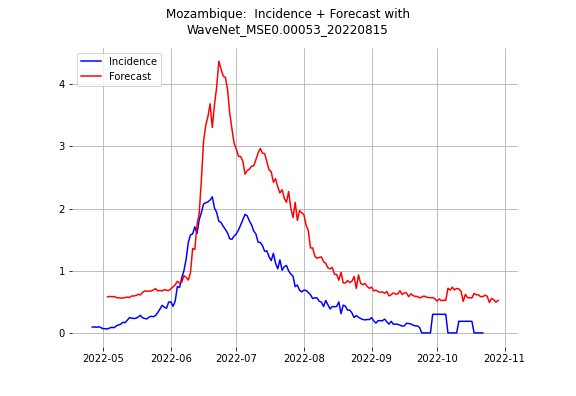 Mozambique:  Incidence + Forecast with
WaveNet_MSE0.00053_20220815
Incidence
Forecast
4
3
2
1
0
2022-05 2022-06 2022-07 2022-08 2022-09 2022-10 2022-11